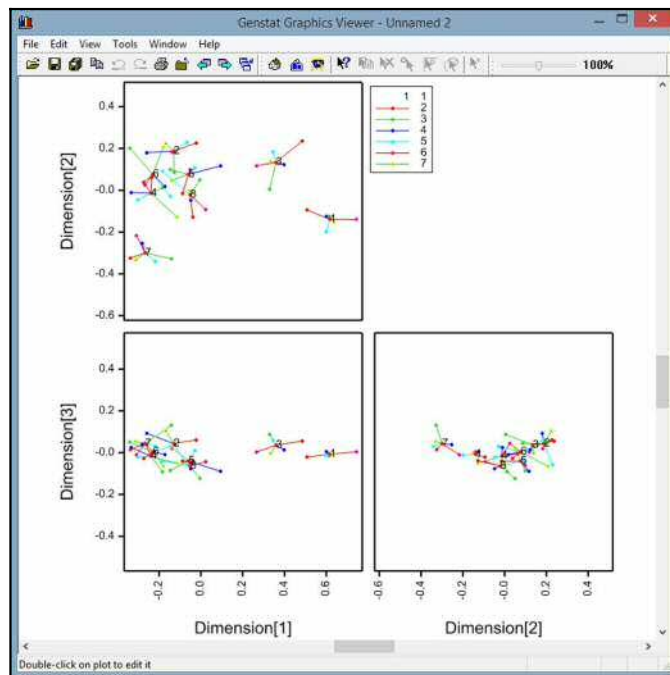 Genstat Graphics Viewer - Unnamed 2
File Edit View Tools Window Help
100%
0.4
0.2
-0.0
-0.2
-0.4
-0.6
Dimension[2]
1 1
2
3
4
5
6
7
0.4
0.2
-0.0
-0.2
-0.4
Dimension[3]
-0.2 0.0 0.2 0.4 0.6
-0.6 -0.4 -0.2 -0.0 0.2 0.4
Dimension[1] Dimension[2]
Double-click on plot to edit it